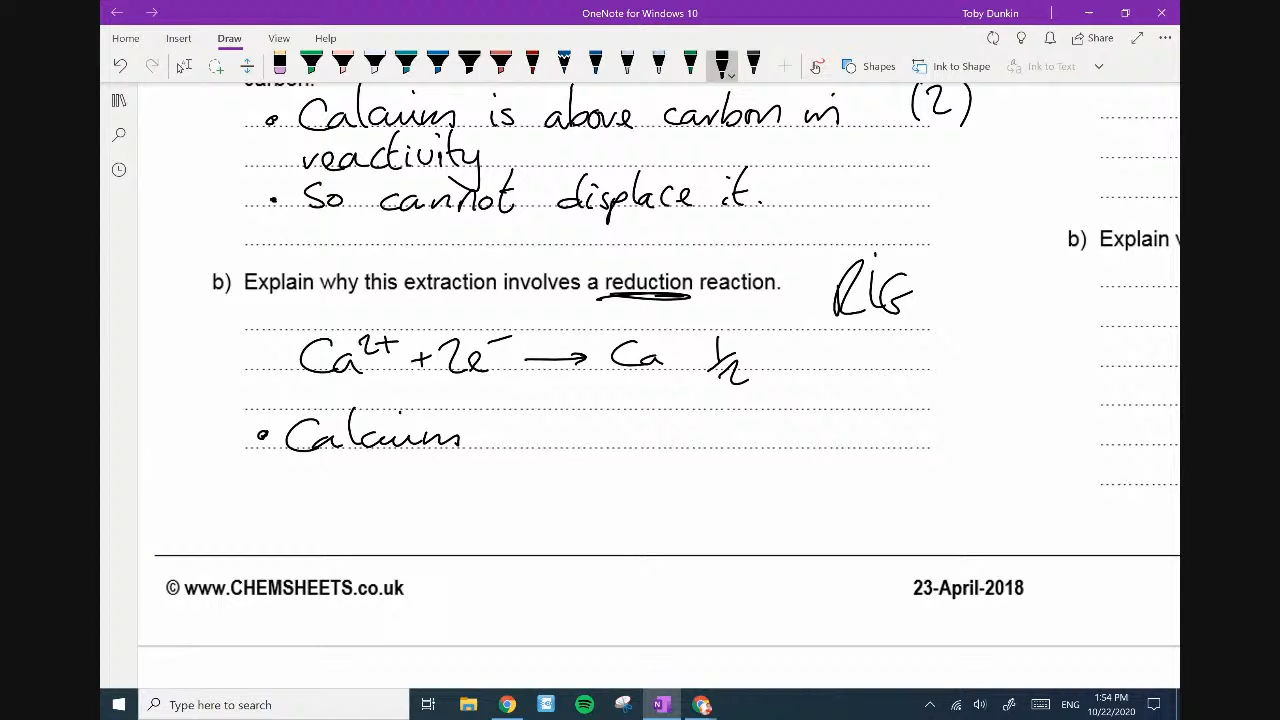 OneNote for Windows 10
Toby Dunkin
Home Insert Draw View Help
Share
Shapes
Ink to Shape
Ink to Text
carbon.
• Calcium is above carbon in (2)
reactivity
• So cannot displace it.
b) Explain why this extraction involves a reduction reaction.
RIG
b) Explain
Ca²⁺ + 2e⁻ → Ca 1/2
• Calcium
© www.CHEMSHEETS.co.uk
23-April-2018
Type here to search
ENG
1:54 PM
10/22/2020